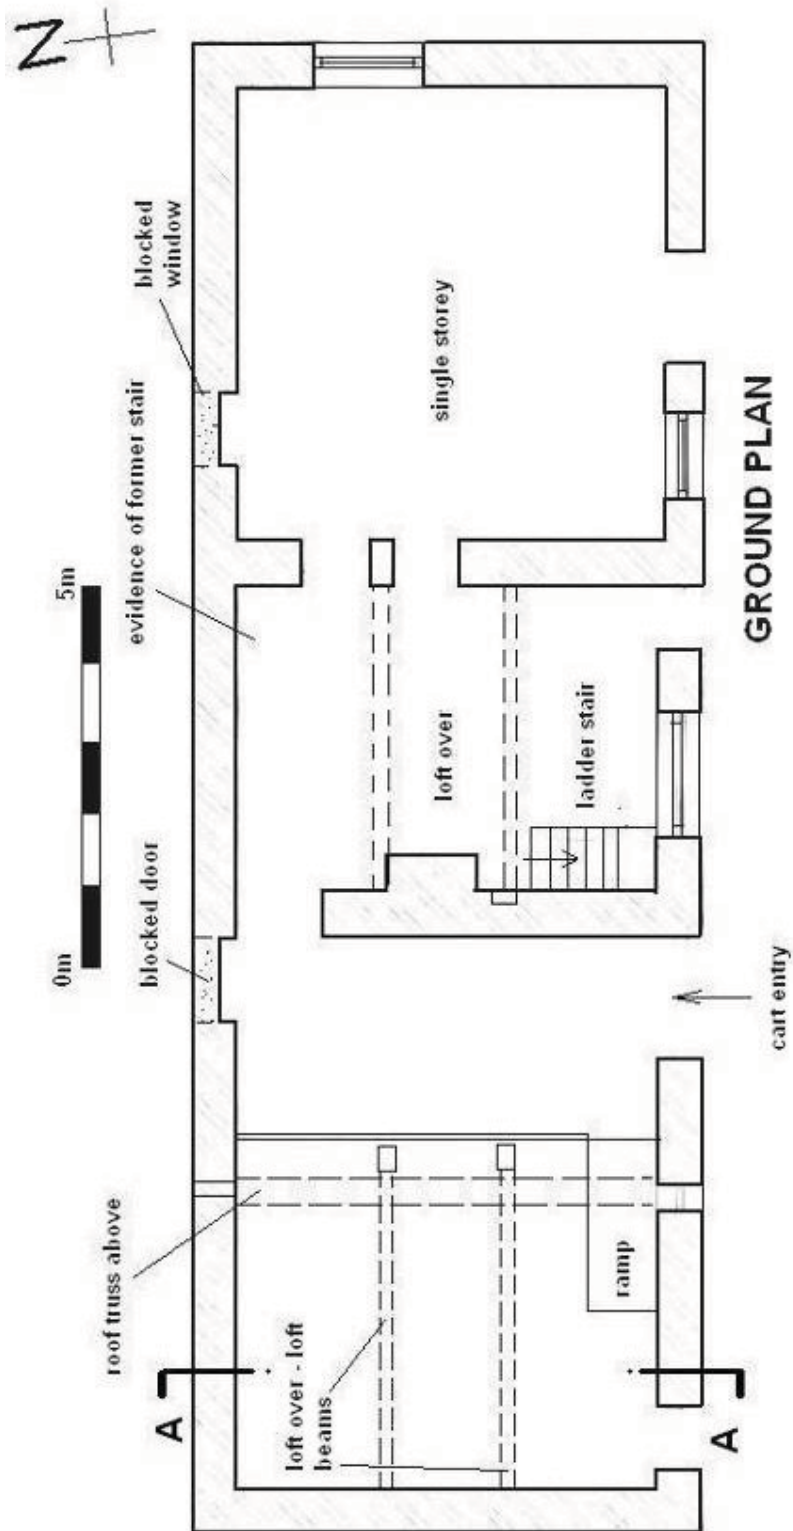 N
0m
5m
roof truss above
blocked door
evidence of former stair
blocked
window
A
loft over - loft
beams
loft over
single storey
ramp
ladder stair
A
cart entry
GROUND PLAN